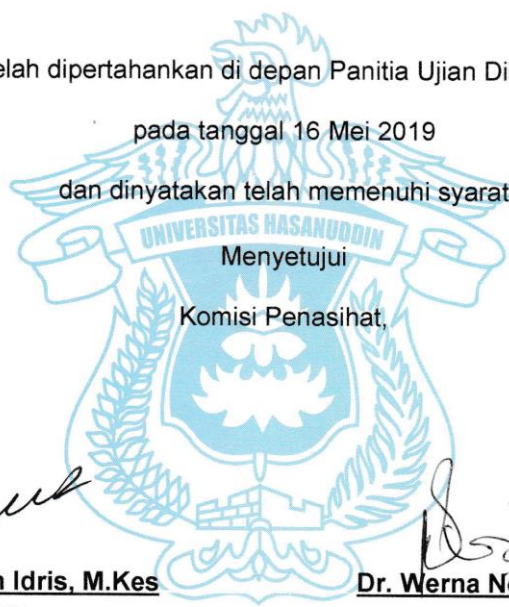 elah dipertahankan di depan Panitia Ujian Di
pada tanggal 16 Mei 2019
dan dinyatakan telah memenuhi syarat
UNIVERSITAS HASANUDDIN
Menyetujui
Komisi Penasihat,
Idris, M.Kes Dr. Werna N